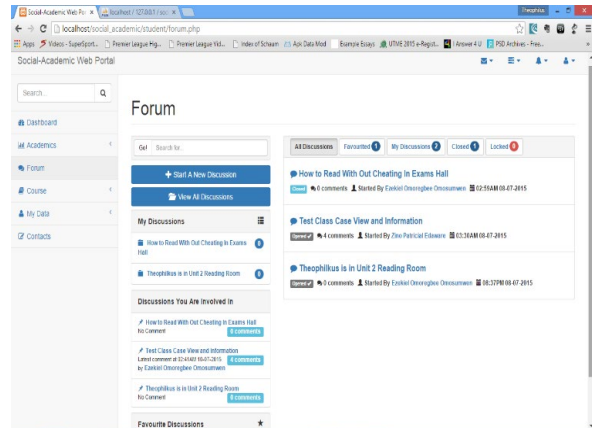 Social-Academic Web Po
localhost / 127.0.0.1 / soc
Theophilus
localhost/social_academic/student/forum.php
Apps
Videos - SuperSport...
Premier League Hig...
Premier League Vid...
Index of Schaum
Apk Data Mod
Example Essays
UTME 2015 e-Regist...
I Answer 4 U
PSD Archives - Free...
Social-Academic Web Portal
Search...
Dashboard
Academics
Forum
Course
My Data
Contacts
Forum
Go! Search for...
Start A New Discussion
View All Discussions
My Discussions
How to Read With Out Cheating In Exams Hall 0
Theophilkus is in Unit 2 Reading Room 0
Discussions You Are Involved In
How to Read With Out Cheating In Exams Hall
No Comment 0 comments
Test Class Case View and Information
4 comments
by Ezekiel Omorogbee Omosumwen
Theophilkus is in Unit 2 Reading Room
No Comment 0 comments
Favourite Discussions
All Discussions Favourited 1 My Discussions 2 Closed 1 Locked 0
How to Read With Out Cheating In Exams Hall
Closed 0 comments Started By Ezekiel Omorogbee Omosumwen 02:59AM 08-07-2015
Test Class Case View and Information
Opened 4 comments Started By Zino Patricial Edeware 03:30AM 08-07-2015
Theophilkus is in Unit 2 Reading Room
Opened 0 comments Started By Ezekiel Omorogbee Omosumwen 08:37PM 08-07-2015